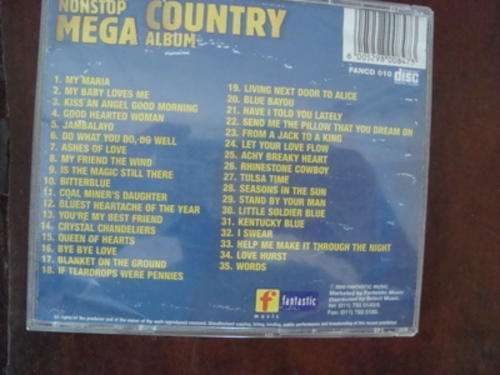 NONSTOP COUNTRY
MEGA ALBUM
FANCD 010 disc
1. MY MARIA
2. MY BABY LOVES ME
3. KISS AN ANGEL GOOD MORNING
4. GOOD HEARTED WOMAN
5. JAMBALAYO
6. DO WHAT YOU DO, DO WELL
7. ASHES OF LOVE
8. MY FRIEND THE WIND
9. IS THE MAGIC STILL THERE
10. BITTERBLUE
11. COAL MINER'S DAUGHTER
12. BLUEST HEARTACHE OF THE YEAR
13. YOU'RE MY BEST FRIEND
14. CRYSTAL CHANDELIERS
15. QUEEN OF HEARTS
16. BYE BYE LOVE
17. BLANKET ON THE GROUND
18. IF TEARDROPS WERE PENNIES
19. LIVING NEXT DOOR TO ALICE
20. BLUE BAYOU
21. HAVE I TOLD YOU LATELY
22. SEND ME THE PILLOW THAT YOU DREAM ON
23. FROM A JACK TO A KING
24. LET YOUR LOVE FLOW
25. ACHY BREAKY HEART
26. RHINESTONE COWBOY
27. TULSA TIME
28. SEASONS IN THE SUN
29. STAND BY YOUR MAN
30. LITTLE SOLDIER BLUE
31. KENTUCKY BLUE
32. I SWEAR
33. HELP ME MAKE IT THROUGH THE NIGHT
34. LOVE HURST
35. WORDS
f fantastic
music
Marketed by Fantastic Music
Distributed by Select Music.